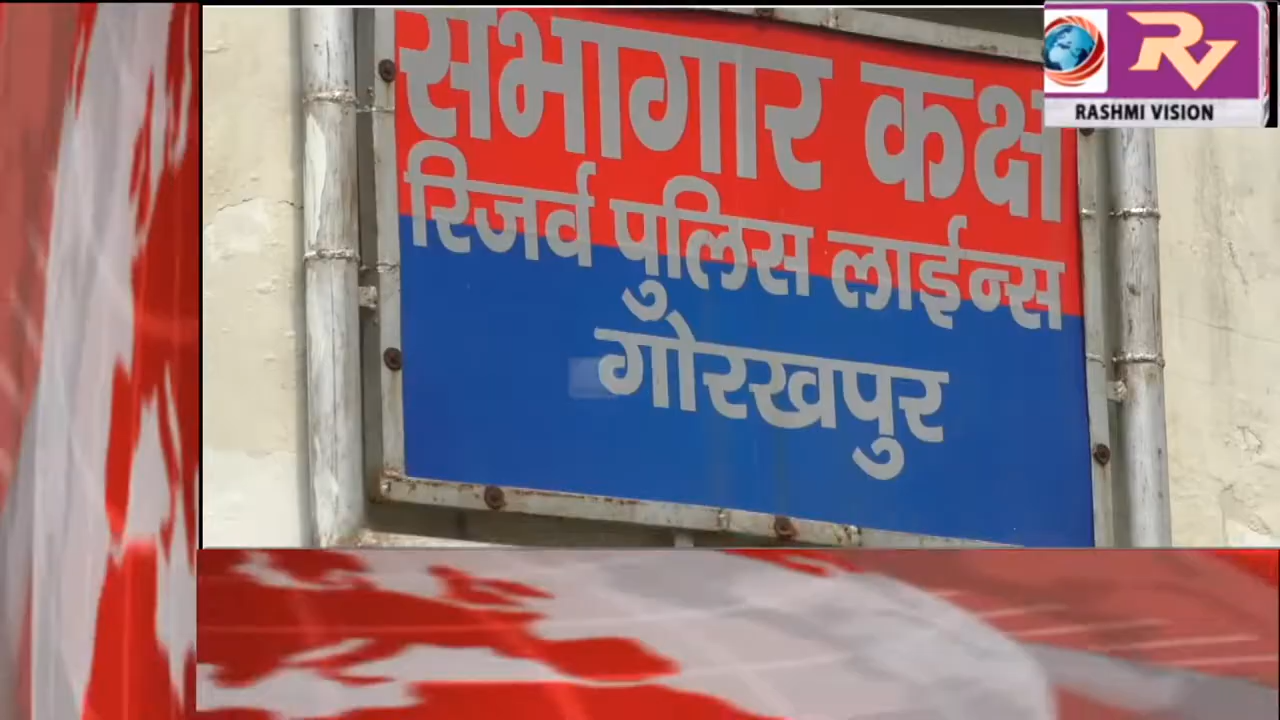 सभागार कक्ष
रिजर्व पुलिस लाईन्स
गोरखपुर
RV
RASHMI VISION